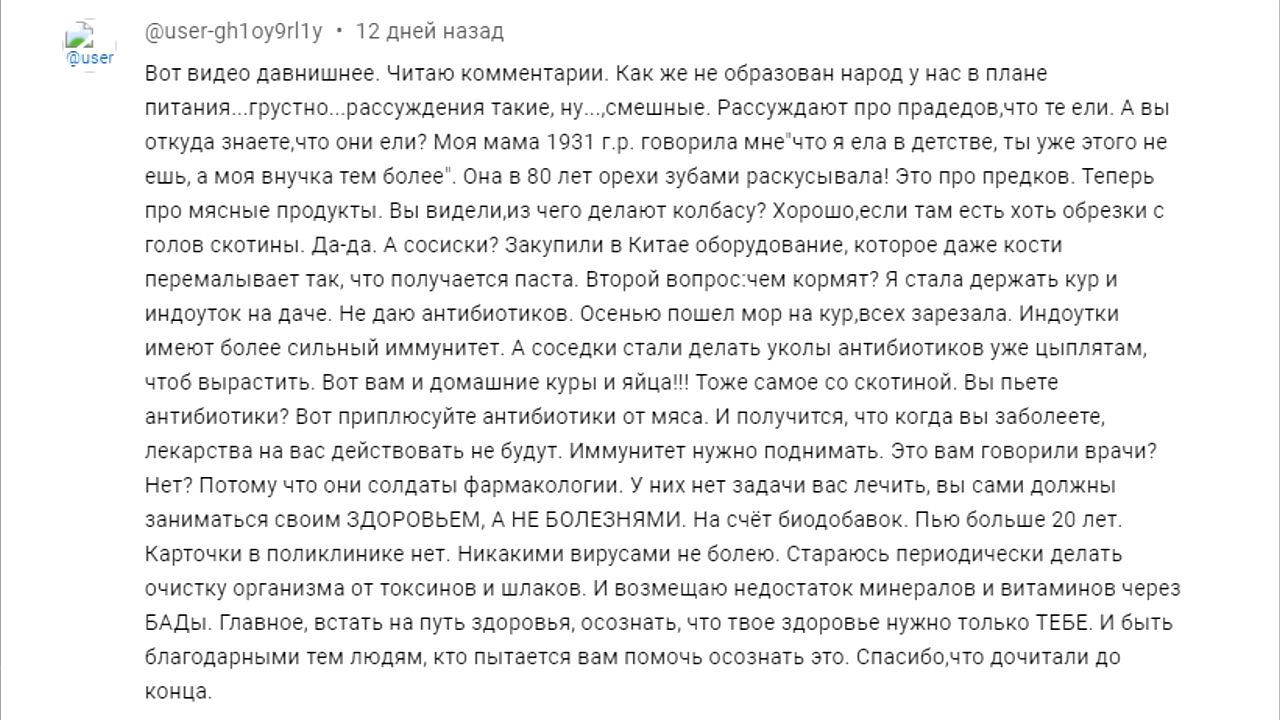 @user-gh1oy9rl1y • 12 дней назад
@user
Вот видео давнишнее. Читаю комментарии. Как же не образован народ у нас в плане
питания...грустно...рассуждения такие, ну...,смешные. Рассуждают про прадедов,что те ели. А вы
откуда знаете,что они ели? Моя мама 1931 г.р. говорила мне"что я ела в детстве, ты уже этого не
ешь, а моя внучка тем более". Она в 80 лет орехи зубами раскусывала! Это про предков. Теперь
про мясные продукты. Вы видели,из чего делают колбасу? Хорошо,если там есть хоть обрезки с
голов скотины. Да-да. А сосиски? Закупили в Китае оборудование, которое даже кости
перемалывает так, что получается паста. Второй вопрос:чем кормят? Я стала держать кур и
индоуток на даче. Не даю антибиотиков. Осенью пошел мор на кур,всех зарезала. Индоутки
имеют более сильный иммунитет. А соседки стали делать уколы антибиотиков уже цыплятам,
чтоб вырастить. Вот вам и домашние куры и яйца!!! Тоже самое со скотиной. Вы пьете
антибиотики? Вот приплюсуйте антибиотики от мяса. И получится, что когда вы заболеете,
лекарства на вас действовать не будут. Иммунитет нужно поднимать. Это вам говорили врачи?
Нет? Потому что они солдаты фармакологии. У них нет задачи вас лечить, вы сами должны
заниматься своим ЗДОРОВЬЕМ, А НЕ БОЛЕЗНЯМИ. На счёт биодобавок. Пью больше 20 лет.
Карточки в поликлинике нет. Никакими вирусами не болею. Стараюсь периодически делать
очистку организма от токсинов и шлаков. И возмещаю недостаток минералов и витаминов через
БАДы. Главное, встать на путь здоровья, осознать, что твое здоровье нужно только ТЕБЕ. И быть
благодарными тем людям, кто пытается вам помочь осознать это. Спасибо,что дочитали до
конца.